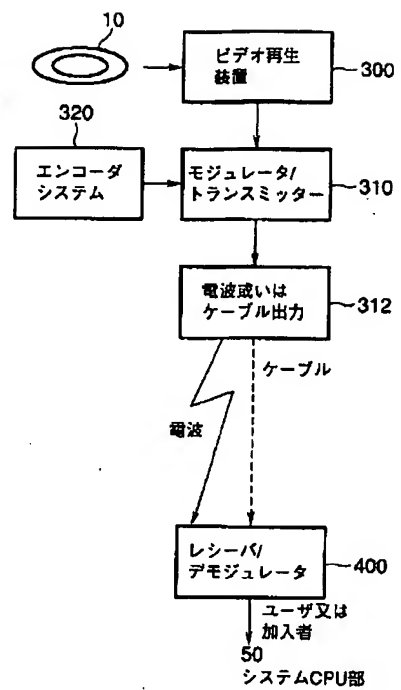 10
ビデオ再生
装置
300
320
エンコーダ
システム
モジュレータ/
トランスミッター
310
電波或いは
ケーブル出力
312
ケーブル
電波
レシーバ/
デモジュレータ
400
ユーザ又は
加入者
50
システムCPU部